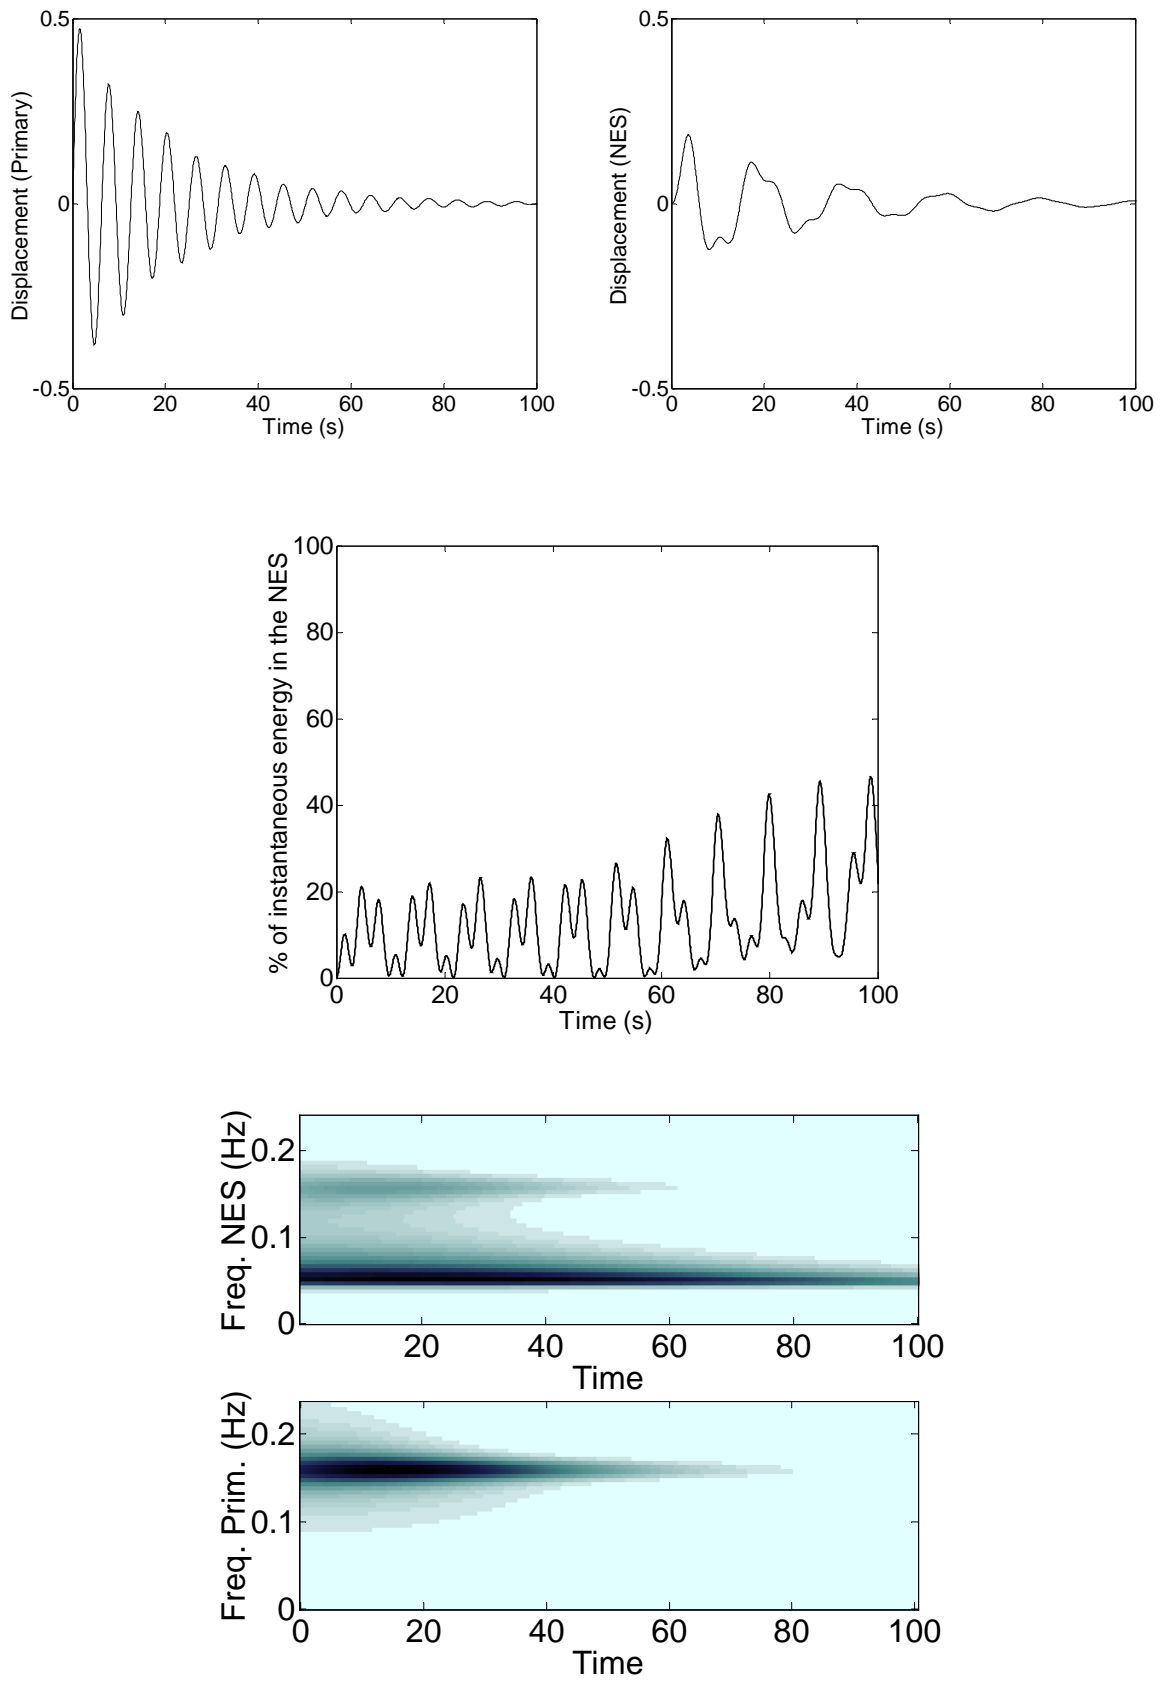 0.5
0
-0.5
Displacement (Primary)
0 20 40 60 80 100
Time (s)
0.5
0
-0.5
Displacement (NES)
0 20 40 60 80 100
Time (s)
100
80
60
40
20
0
% of instantaneous energy in the NES
0 20 40 60 80 100
Time (s)
0.2
0.1
0
Freq. NES (Hz)
20 40 60 80 100
Time
0.2
0.1
0
Freq. Prim. (Hz)
0 20 40 60 80 100
Time